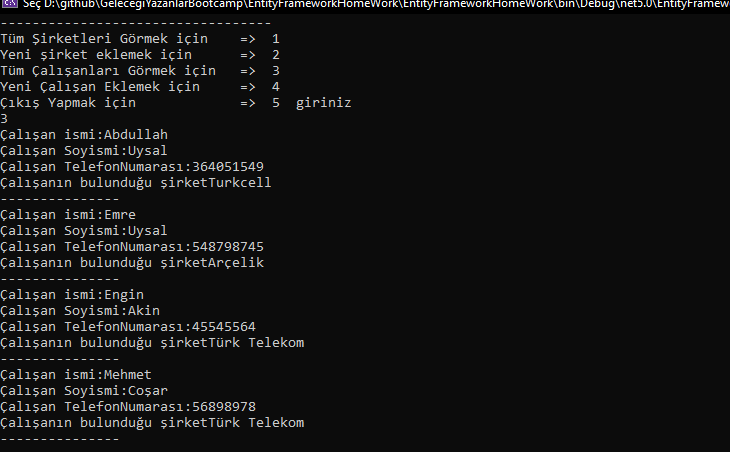 Seç D:\github\GelecegiYazanlarBootcamp\EntityFrameworkHomeWork\EntityFrameworkHomeWork\bin\Debug\net5.0\EntityFramewor
----------------------------------
Tüm Şirketleri Görmek için    =>  1
Yeni şirket eklemek için      =>  2
Tüm Çalışanları Görmek için   =>  3
Yeni Çalışan Eklemek için     =>  4
Çıkış Yapmak için             =>  5  giriniz
3
Çalışan ismi:Abdullah
Çalışan Soyismi:Uysal
Çalışan TelefonNumarası:364051549
Çalışanın bulunduğu şirketTurkcell
---------------
Çalışan ismi:Emre
Çalışan Soyismi:Uysal
Çalışan TelefonNumarası:548798745
Çalışanın bulunduğu şirketArçelik
---------------
Çalışan ismi:Engin
Çalışan Soyismi:Akin
Çalışan TelefonNumarası:45545564
Çalışanın bulunduğu şirketTürk Telekom
---------------
Çalışan ismi:Mehmet
Çalışan Soyismi:Coşar
Çalışan TelefonNumarası:56898978
Çalışanın bulunduğu şirketTürk Telekom
---------------